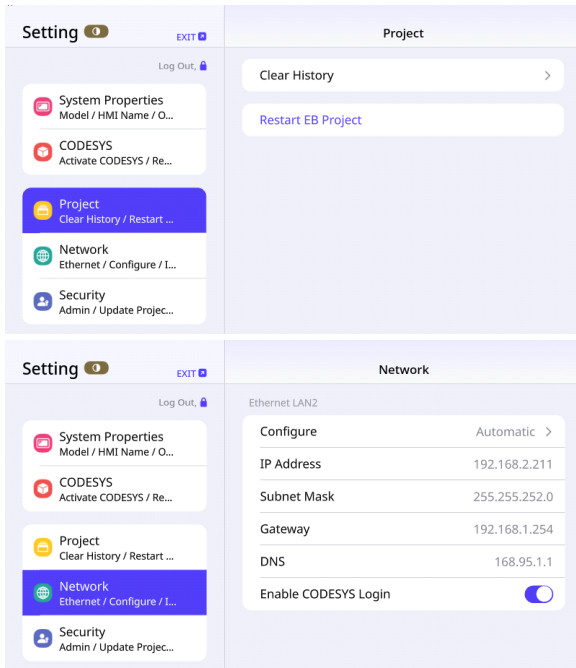 Setting
EXIT
Project
Log Out,
System Properties
Model / HMI Name / O...
CODESYS
Activate CODESYS / Re...
Project
Clear History / Restart ...
Network
Ethernet / Configure / I...
Security
Admin / Update Projec...
Clear History
Restart EB Project
Setting
EXIT
Network
Log Out,
System Properties
Model / HMI Name / O...
CODESYS
Activate CODESYS / Re...
Project
Clear History / Restart ...
Network
Ethernet / Configure / I...
Security
Admin / Update Projec...
Ethernet LAN2
Configure Automatic
IP Address 192.168.2.211
Subnet Mask 255.255.252.0
Gateway 192.168.1.254
DNS 168.95.1.1
Enable CODESYS Login